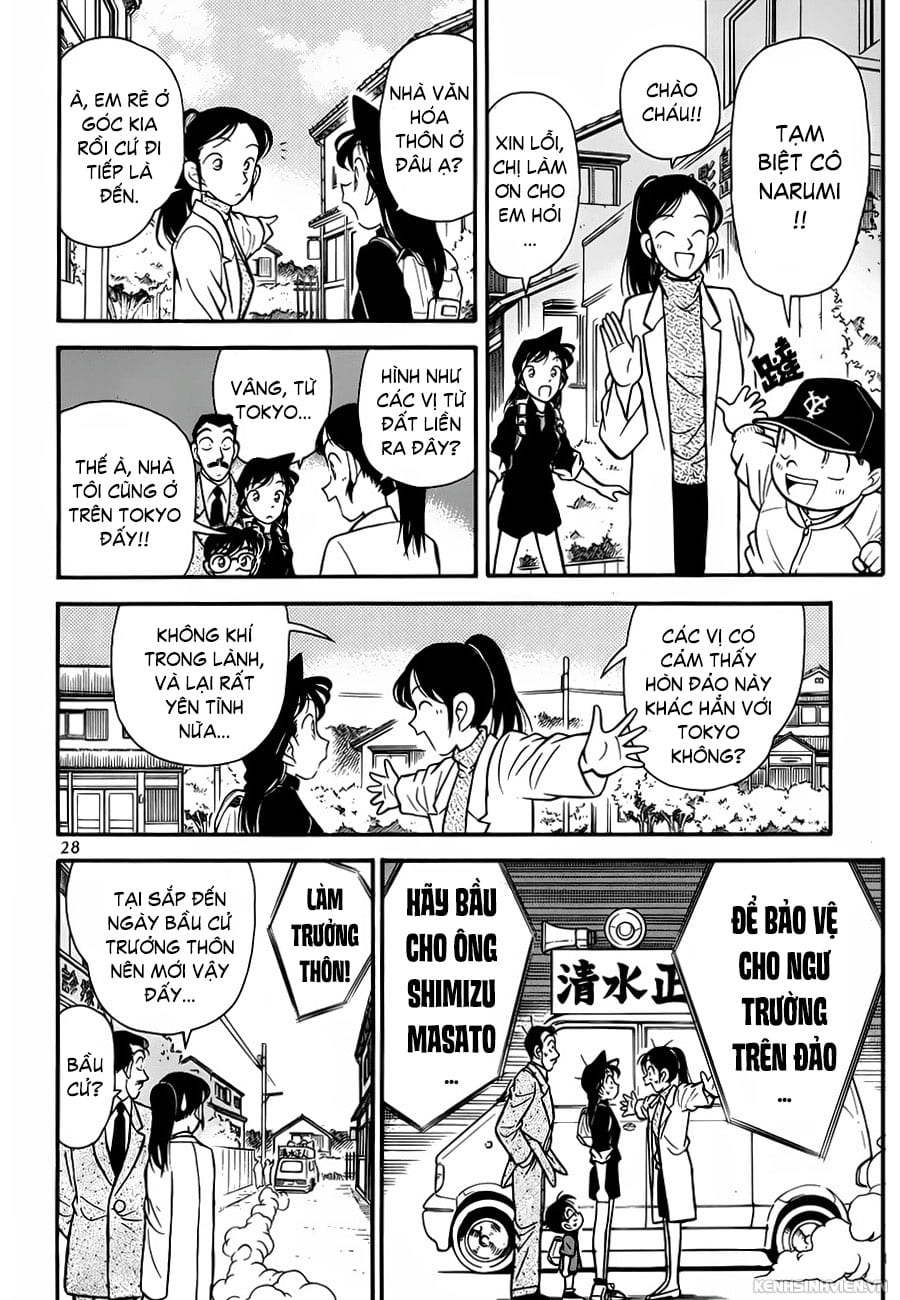 TẠM
BIỆT CÔ
NARUMI
!!
CHÀO
CHÁU!!
XIN LỖI,
CHỊ LÀM
ƠN CHO
EM HỎI
...
NHÀ VĂN
HÓA
THÔN Ở
ĐÂU Ạ?
À, EM RẼ Ở
GÓC KIA
RỒI CỨ ĐI
TIẾP LÀ
ĐẾN.
HÌNH NHƯ
CÁC VỊ TỪ
ĐẤT LIỀN
RA ĐÂY?
VÂNG, TỪ
TOKYO...
THẾ À, NHÀ
TÔI CŨNG Ở
TRÊN TOKYO
ĐẤY!!
CÁC VỊ CÓ
CẢM THẤY
HÒN ĐẢO NÀY
KHÁC HẲN VỚI
TOKYO
KHÔNG?
KHÔNG KHÍ
TRONG LÀNH,
VÀ LẠI RẤT
YÊN TĨNH
NỮA...
28
ĐỂ BẢO VỆ
CHO NGƯ
TRƯỜNG
TRÊN ĐẢO
...
HÃY BẦU
CHO ÔNG
SHIMIZU
MASATO
...
清水正
LÀM
TRƯỞNG
THÔN!
TẠI SẮP ĐẾN
NGÀY BẦU CỬ
TRƯỞNG THÔN
NÊN MỚI VẬY
ĐẤY...
BẦU
CỬ?
清水正人
KENHSINHVIEN.VN